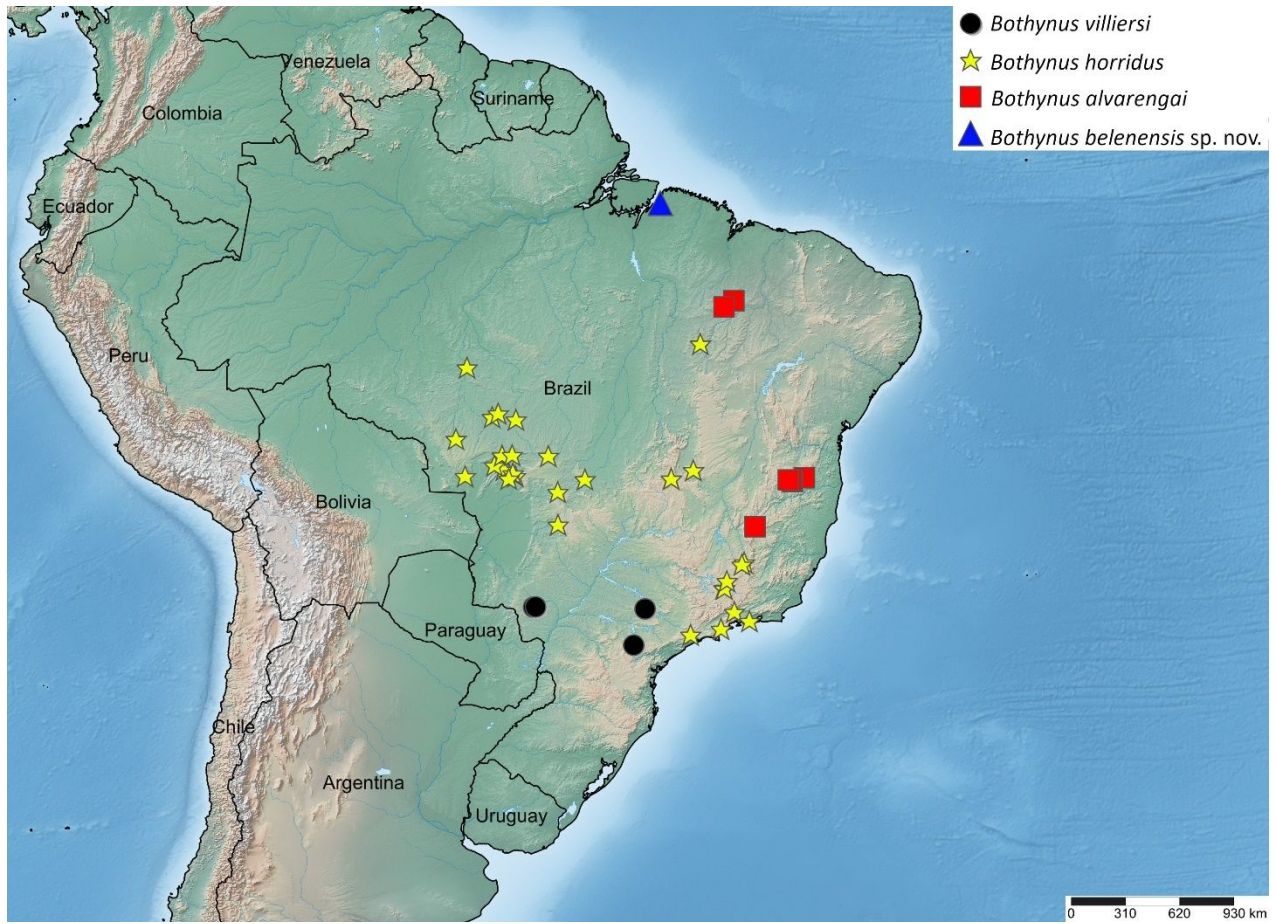 Bothynus villiersi
Bothynus horridus
Bothynus alvarengai
Bothynus belenensis sp. nov.
Venezuela
Suriname
Colombia
Ecuador
Peru
Brazil
Bolivia
Paraguay
Chile
Argentina
Uruguay
0 310 620 930 km